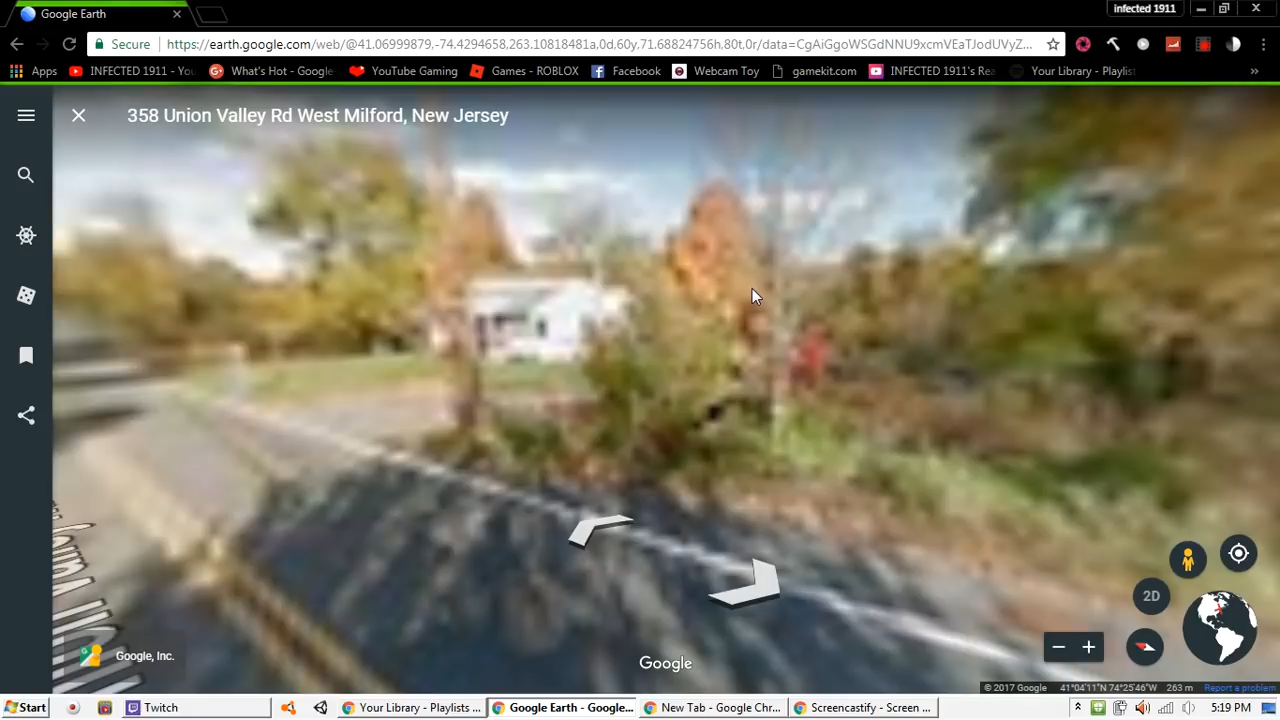 Google Earth
infected 1911
Secure
https://earth.google.com/web/@41.06999879,-74.4294658,263.10818481a,0d,60y,71.68824756h,80t,0r/data=CgAiGgoWSGdNNU9xcmVEaTJodUVyZ...
Apps
INFECTED 1911 - You
What's Hot - Google
YouTube Gaming
Games - ROBLOX
Facebook
Webcam Toy
gamekit.com
INFECTED 1911's Rea
Your Library - Playlist
»
358 Union Valley Rd West Milford, New Jersey
2D
Google, Inc.
Google
© 2017 Google 41°04'11"N 74°25'46"W 263 m Report a problem
Start
Twitch
Your Library - Playlists ...
Google Earth - Google...
New Tab - Google Chr...
Screencastify - Screen ...
5:19 PM